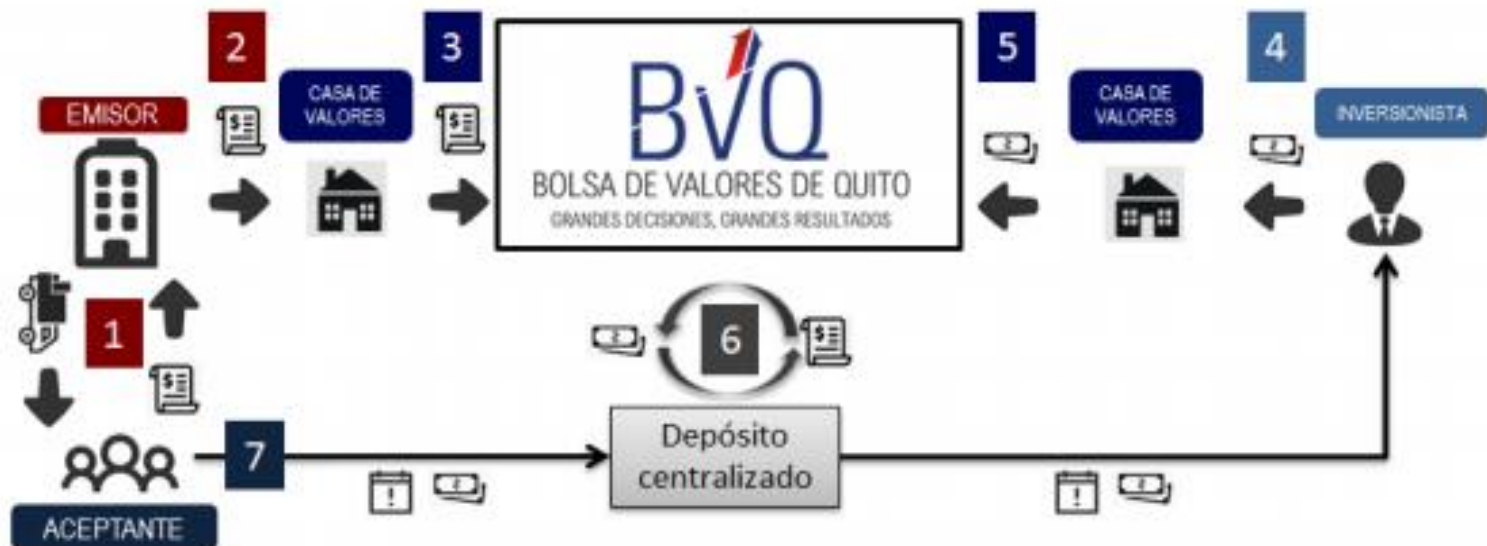 2
3
5
4
EMISOR
CASA DE
VALORES
BVQ
BOLSA DE VALORES DE QUITO
GRANDES DECISIONES, GRANDES RESULTADOS
CASA DE
VALORES
INVERSIONISTA
1
6
7
Depósito
centralizado
ACEPTANTE